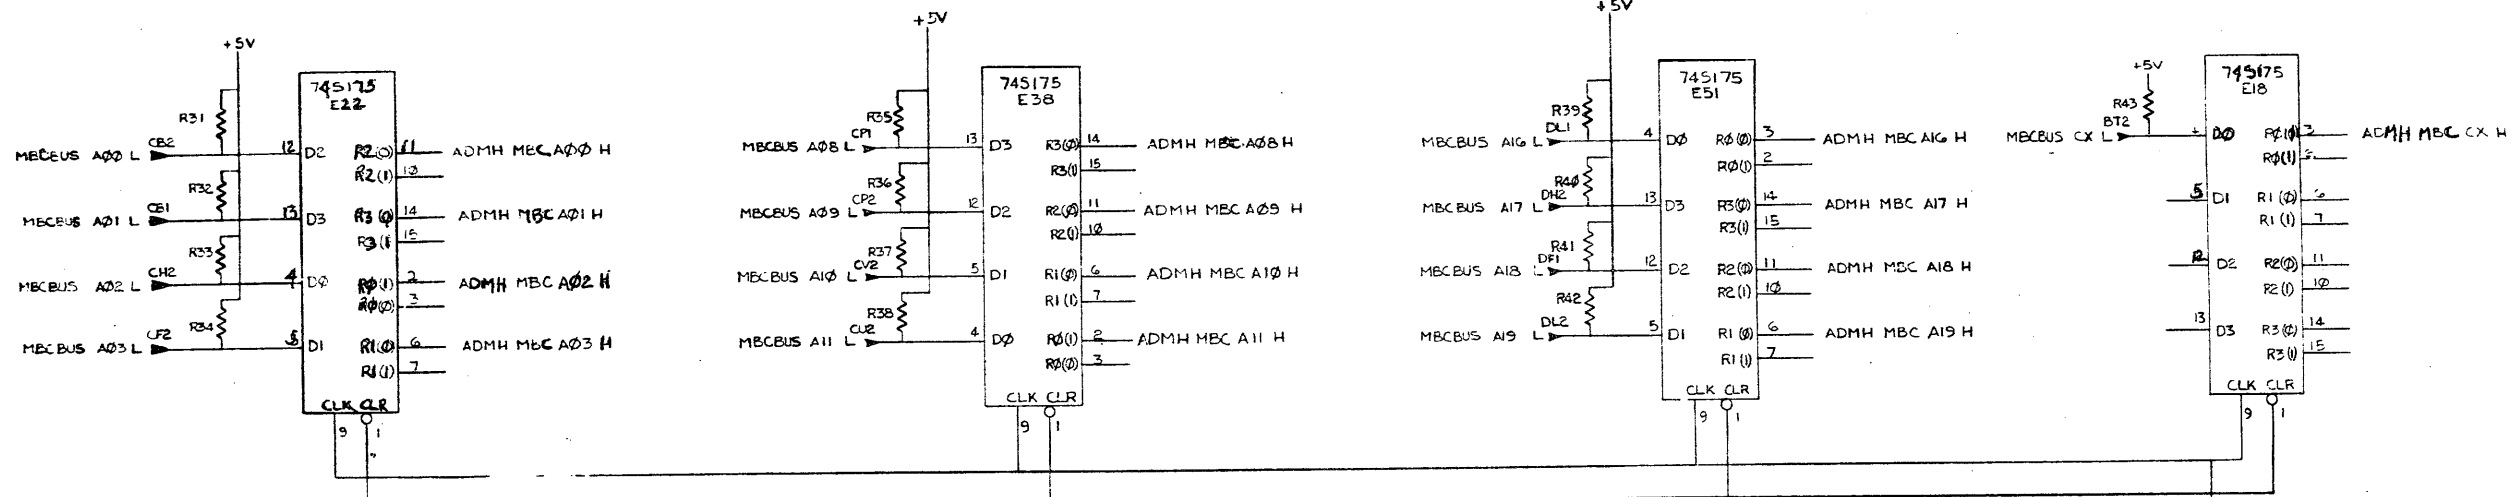 +5V
74S175
E22
R31
MBCBUS A00 L
CB2
12 D2
R2(0) 11
ADMH MBC A00 H
R2(1) 10
R32
MBCBUS A01 L
CB1
13 D3
R3(0) 14
ADMH MBC A01 H
R3(1) 15
R33
MBCBUS A02 L
CH2
4 D0
R0(1) 2
ADMH MBC A02 H
R0(0) 3
R34
MBCBUS A03 L
CF2
5 D1
R1(0) 6
ADMH MBC A03 H
R1(1) 7
CLK CLR
9 1
+5V
74S175
E38
R35
MBCBUS A08 L
CP1
13 D3
R3(0) 14
ADMH MBC A08 H
R3(1) 15
R36
MBCBUS A09 L
CP2
12 D2
R2(0) 11
ADMH MBC A09 H
R2(1) 10
R37
MBCBUS A10 L
CV2
5 D1
R1(0) 6
ADMH MBC A10 H
R1(1) 7
R38
MBCBUS A11 L
CU2
4 D0
R0(1) 2
ADMH MBC A11 H
R0(0) 3
CLK CLR
9 1
+5V
74S175
E51
R39
MBCBUS A16 L
DL1
4 D0
R0(0) 3
ADMH MBC A16 H
R0(1) 2
R40
MBCBUS A17 L
DH2
13 D3
R3(0) 14
ADMH MBC A17 H
R3(1) 15
R41
MBCBUS A18 L
DF1
12 D2
R2(0) 11
ADMH MBC A18 H
R2(1) 10
R42
MBCBUS A19 L
DL2
5 D1
R1(0) 6
ADMH MBC A19 H
R1(1) 7
CLK CLR
9 1
+5V
74S175
E18
R43
MBCBUS CX L
BT2
D0
R0(0) 3
ADMH MBC CX H
R0(1)
5 D1
R1(0) 6
R1(1) 7
12 D2
R2(0) 11
R2(1) 10
13 D3
R3(0) 14
R3(1) 15
CLK CLR
9 1